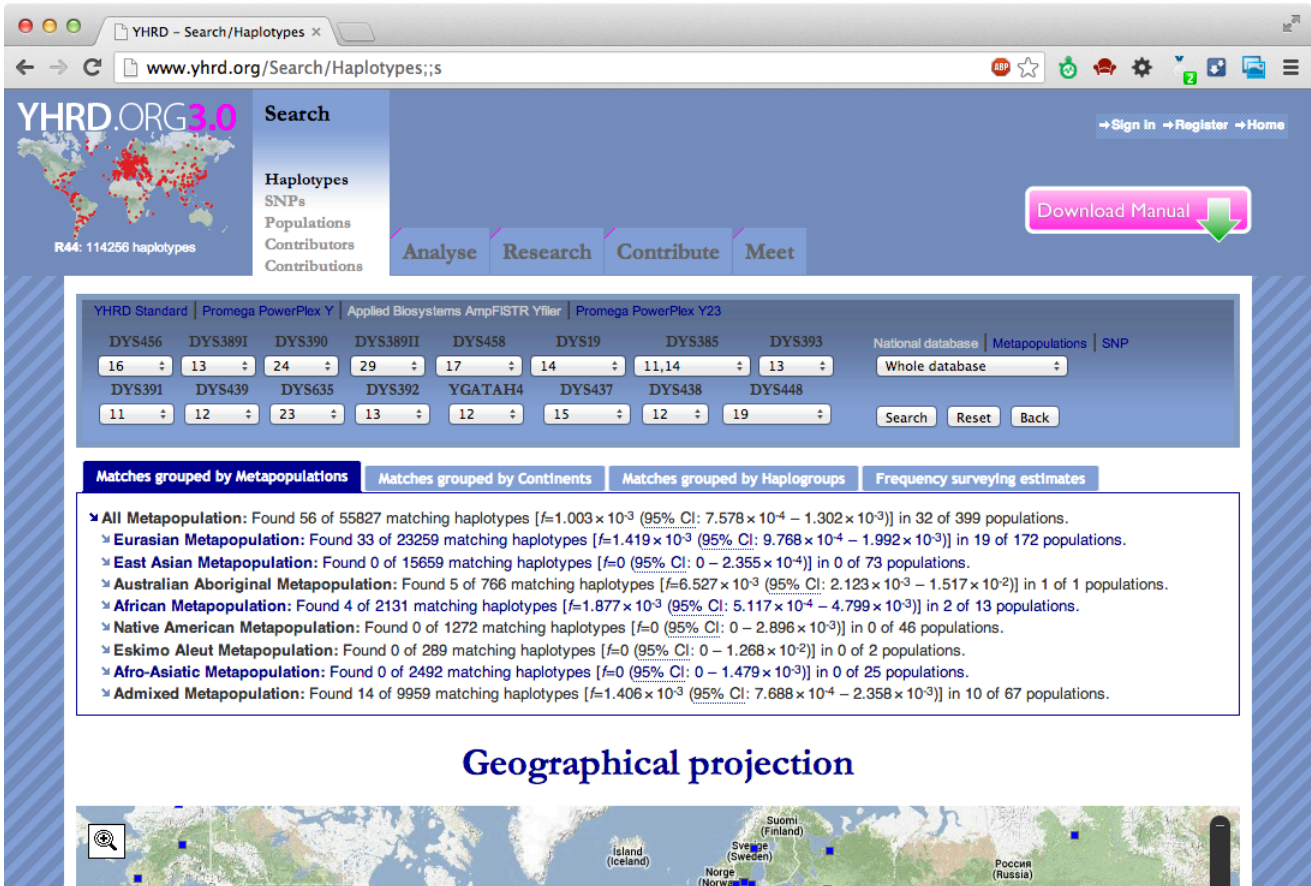 YHRD – Search/Haplotypes ×
www.yhrd.org/Search/Haplotypes;;s
ABP
2
YHRD.ORG3.0
R44: 114256 haplotypes
Search
Haplotypes
SNPs
Populations
Contributors
Contributions
Analyse Research Contribute Meet
→Sign in →Register →Home
Download Manual
YHRD Standard | Promega PowerPlex Y | Applied Biosystems AmpFlSTR Yfiler | Promega PowerPlex Y23
DYS456 DYS389I DYS390 DYS389II DYS458 DYS19 DYS385 DYS393
National database | Metapopulations | SNP
16 13 24 29 17 14 11,14 13 Whole database
DYS391 DYS439 DYS635 DYS392 YGATAH4 DYS437 DYS438 DYS448
11 12 23 13 12 15 12 19 Search Reset Back
Matches grouped by Metapopulations Matches grouped by Continents Matches grouped by Haplogroups Frequency surveying estimates
All Metapopulation: Found 56 of 55827 matching haplotypes [f=1.003×10⁻³ (95% CI: 7.578×10⁻⁴ – 1.302×10⁻³)] in 32 of 399 populations.
Eurasian Metapopulation: Found 33 of 23259 matching haplotypes [f=1.419×10⁻³ (95% CI: 9.768×10⁻⁴ – 1.992×10⁻³)] in 19 of 172 populations.
East Asian Metapopulation: Found 0 of 15659 matching haplotypes [f=0 (95% CI: 0 – 2.355×10⁻⁴)] in 0 of 73 populations.
Australian Aboriginal Metapopulation: Found 5 of 766 matching haplotypes [f=6.527×10⁻³ (95% CI: 2.123×10⁻³ – 1.517×10⁻²)] in 1 of 1 populations.
African Metapopulation: Found 4 of 2131 matching haplotypes [f=1.877×10⁻³ (95% CI: 5.117×10⁻⁴ – 4.799×10⁻³)] in 2 of 13 populations.
Native American Metapopulation: Found 0 of 1272 matching haplotypes [f=0 (95% CI: 0 – 2.896×10⁻³)] in 0 of 46 populations.
Eskimo Aleut Metapopulation: Found 0 of 289 matching haplotypes [f=0 (95% CI: 0 – 1.268×10⁻²)] in 0 of 2 populations.
Afro-Asiatic Metapopulation: Found 0 of 2492 matching haplotypes [f=0 (95% CI: 0 – 1.479×10⁻³)] in 0 of 25 populations.
Admixed Metapopulation: Found 14 of 9959 matching haplotypes [f=1.406×10⁻³ (95% CI: 7.688×10⁻⁴ – 2.358×10⁻³)] in 10 of 67 populations.
Geographical projection
Suomi
(Finland)
Ísland
(Iceland)
Sverige
(Sweden)
Norge
Россия
(Russia)